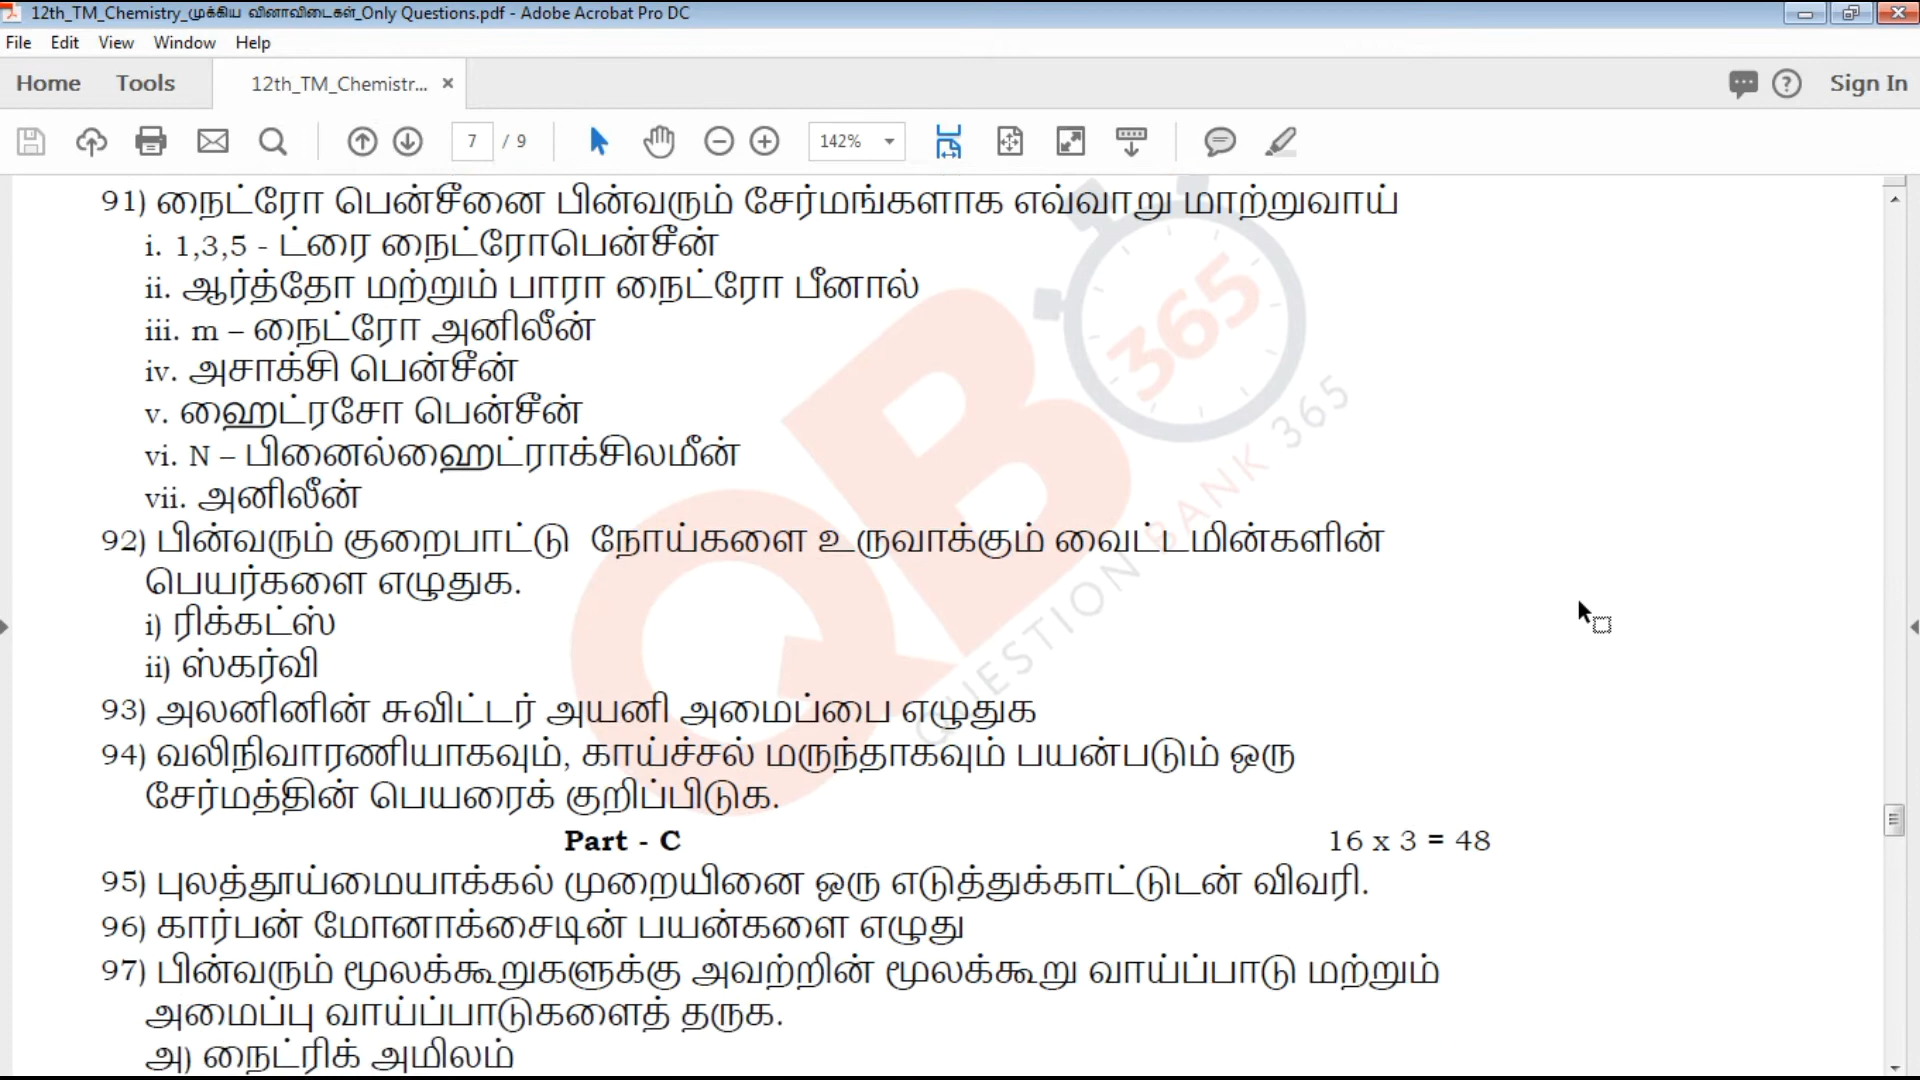 12th_TM_Chemistry_முக்கிய வினாவிடைகள்_Only Questions.pdf - Adobe Acrobat Pro DC
File Edit View Window Help
Home Tools 12th_TM_Chemistr... × Sign In
7 / 9 142%
91) நைட்ரோ பென்சீனை பின்வரும் சேர்மங்களாக எவ்வாறு மாற்றுவாய்
i. 1,3,5 - ட்ரை நைட்ரோபென்சீன்
ii. ஆர்த்தோ மற்றும் பாரா நைட்ரோ பீனால்
iii. m – நைட்ரோ அனிலீன்
iv. அசாக்சி பென்சீன்
v. ஹைட்ரசோ பென்சீன்
vi. N – பினைல்ஹைட்ராக்சிலமீன்
vii. அனிலீன்
92) பின்வரும் குறைபாட்டு நோய்களை உருவாக்கும் வைட்டமின்களின்
பெயர்களை எழுதுக.
i) ரிக்கட்ஸ்
ii) ஸ்கர்வி
93) அலனினின் சுவிட்டர் அயனி அமைப்பை எழுதுக
94) வலிநிவாரணியாகவும், காய்ச்சல் மருந்தாகவும் பயன்படும் ஒரு
சேர்மத்தின் பெயரைக் குறிப்பிடுக.
Part - C 16 x 3 = 48
95) புலத்தூய்மையாக்கல் முறையினை ஒரு எடுத்துக்காட்டுடன் விவரி.
96) கார்பன் மோனாக்சைடின் பயன்களை எழுது
97) பின்வரும் மூலக்கூறுகளுக்கு அவற்றின் மூலக்கூறு வாய்ப்பாடு மற்றும்
அமைப்பு வாய்ப்பாடுகளைத் தருக.
அ) நைட்ரிக் அமிலம்
QB
365
QUESTION BANK 365